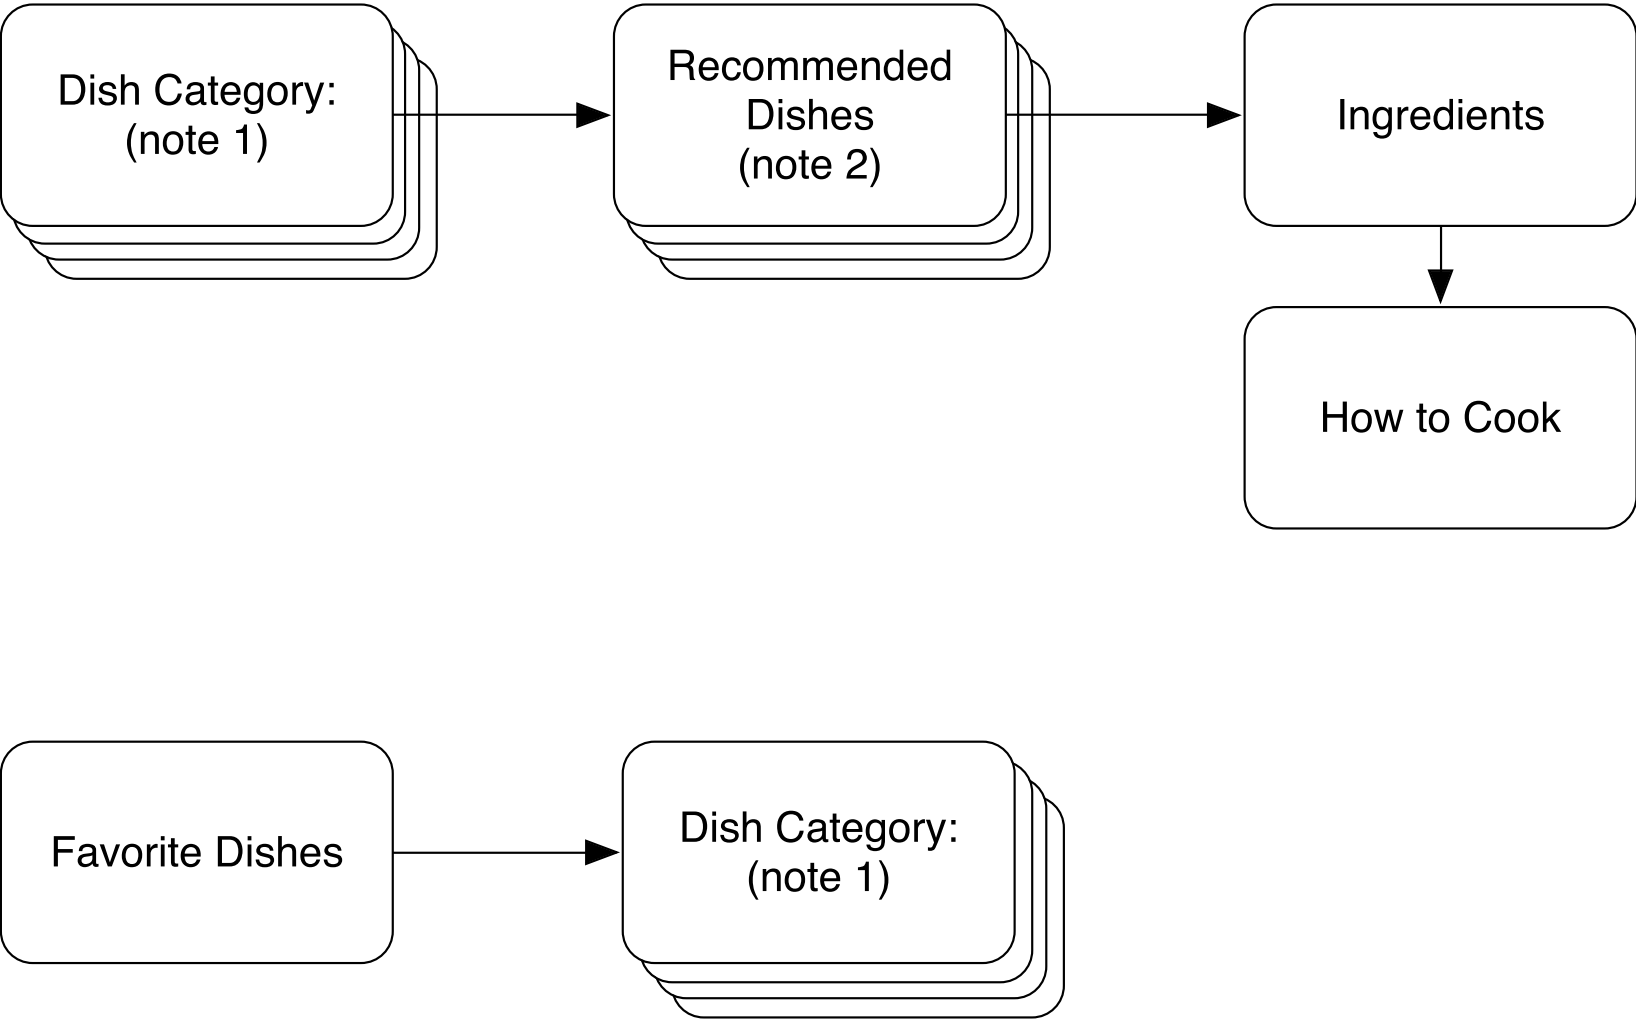 Dish Category:
(note 1)
Recommended
Dishes
(note 2)
Ingredients
How to Cook
Favorite Dishes
Dish Category:
(note 1)